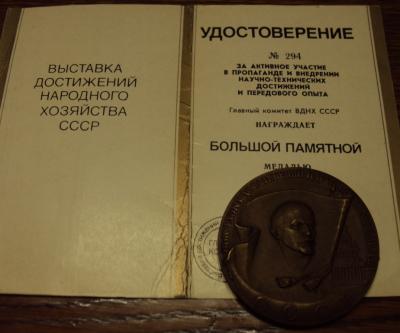 ВЫСТАВКА
ДОСТИЖЕНИЙ
НАРОДНОГО
ХОЗЯЙСТВА
СССР
УДОСТОВЕРЕНИЕ
№ 294
ЗА АКТИВНОЕ УЧАСТИЕ
В ПРОПАГАНДЕ И ВНЕДРЕНИИ
НАУЧНО-ТЕХНИЧЕСКИХ
ДОСТИЖЕНИЙ
И ПЕРЕДОВОГО ОПЫТА
Главный комитет ВДНХ СССР
НАГРАЖДАЕТ
БОЛЬШОЙ ПАМЯТНОЙ
МЕДАЛЬЮ